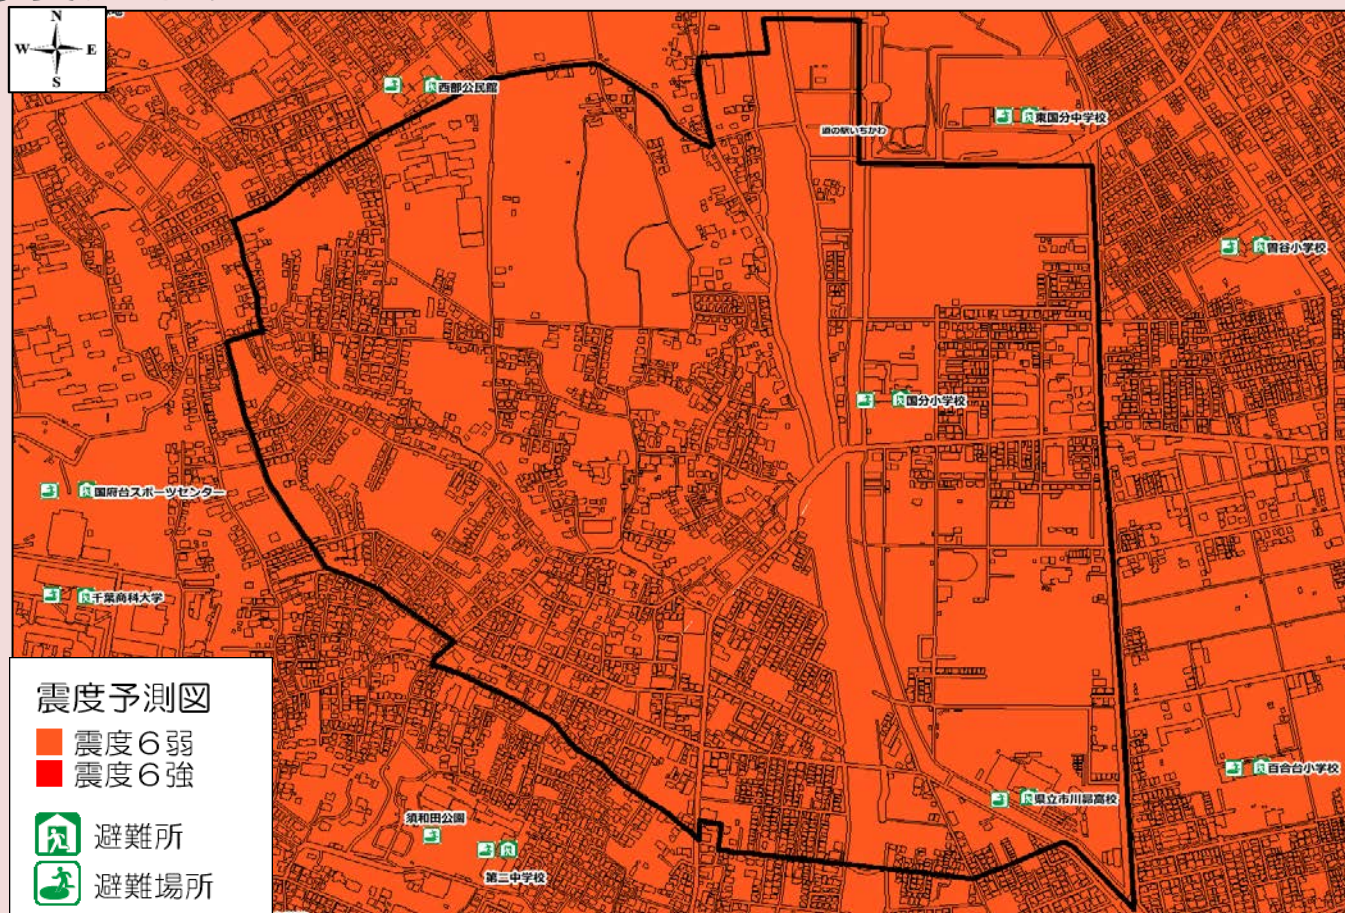 N
W E
S
西部公民館
道の駅いちかわ
東国分中学校
曽谷小学校
国分小学校
国府台スポーツセンター
千葉商科大学
震度予測図
震度6弱
震度6強
避難所
避難場所
須和田公園
第二中学校
県立市川昴高校
百合台小学校